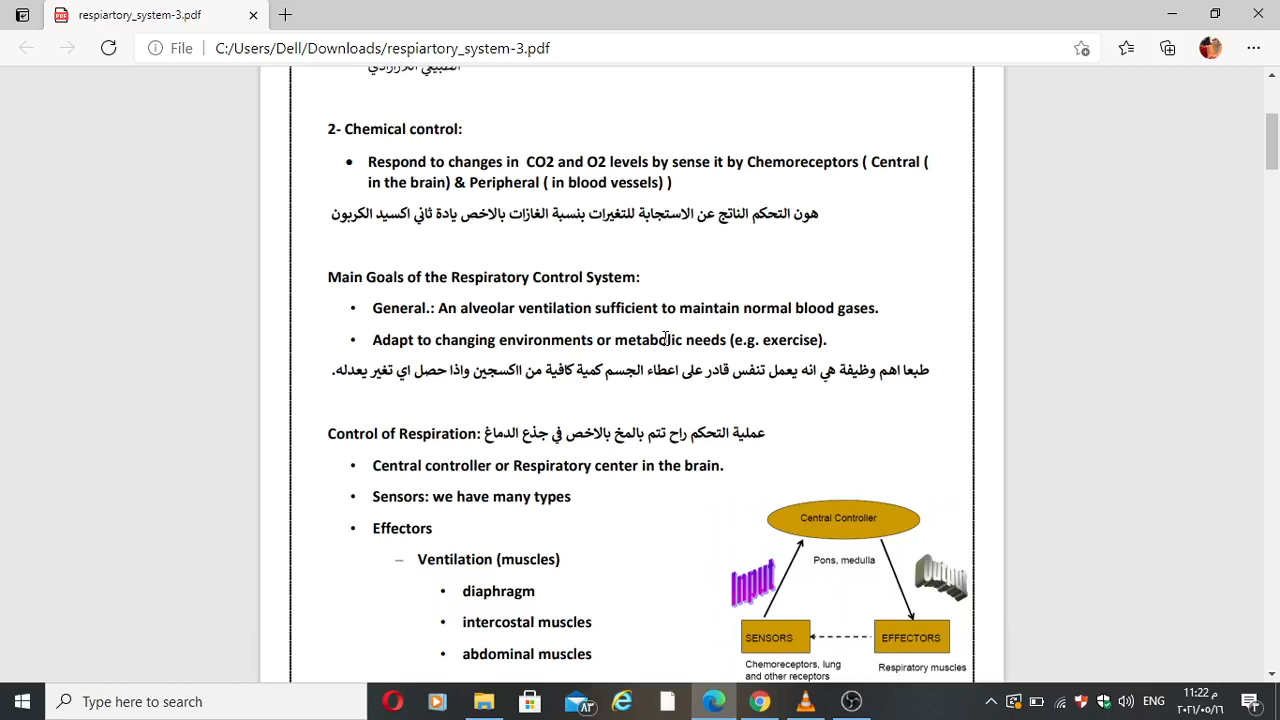 respiartory_system-3.pdf
File
C:/Users/Dell/Downloads/respiartory_system-3.pdf
الطبيعي اللاارادي
2- Chemical control:
• Respond to changes in CO2 and O2 levels by sense it by Chemoreceptors ( Central (
in the brain) & Peripheral ( in blood vessels) )
هون التحكم الناتج عن الاستجابة للتغيرات بنسبة الغازات بالاخص يادة ثاني اكسيد الكربون
Main Goals of the Respiratory Control System:
• General.: An alveolar ventilation sufficient to maintain normal blood gases.
• Adapt to changing environments or metabolic needs (e.g. exercise).
طبعا اهم وظيفة هي انه يعمل تنفس قادر على اعطاء الجسم كمية كافية من ااكسجين واذا حصل اي تغير يعدله.
Control of Respiration: عملية التحكم راح تتم بالمخ بالاخص في جذع الدماغ
• Central controller or Respiratory center in the brain.
• Sensors: we have many types
• Effectors
– Ventilation (muscles)
• diaphragm
• intercostal muscles
• abdominal muscles
Central Controller
Pons, medulla
Input
Output
SENSORS
EFFECTORS
Chemoreceptors, lung
and other receptors
Respiratory muscles
Type here to search
ENG
م 11:22
٢٠٢١/٠٥/١٦